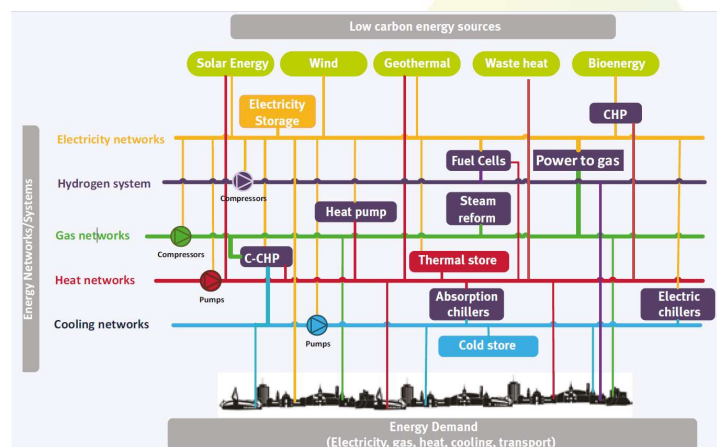 Low carbon energy sources
Solar Energy
Wind
Geothermal
Waste heat
Bioenergy
Electricity
Storage
CHP
Energy Networks/Systems
Electricity networks
Fuel Cells
Power to gas
Hydrogen system
Compressors
Heat pump
Steam
reform
Gas networks
Compressors
C-CHP
Thermal store
Heat networks
Pumps
Absorption
chillers
Electric
chillers
Cooling networks
Pumps
Cold store
Energy Demand
(Electricity, gas, heat, cooling, transport)